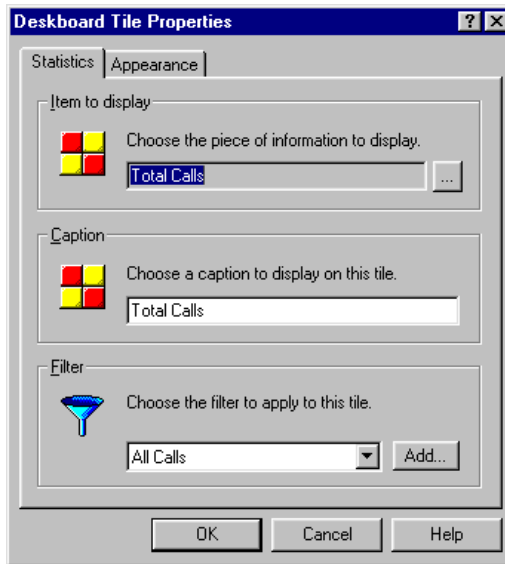 Deskboard Tile Properties
Statistics Appearance
Item to display
Choose the piece of information to display.
Total Calls
...
Caption
Choose a caption to display on this tile.
Total Calls
Filter
Choose the filter to apply to this tile.
All Calls
Add...
OK Cancel Help